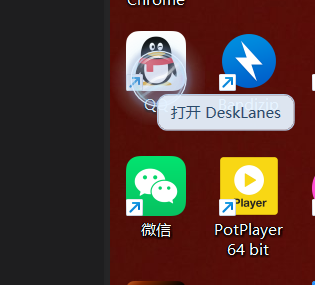 Chrome
打开 DeskLanes
微信
Player
PotPlayer
64 bit